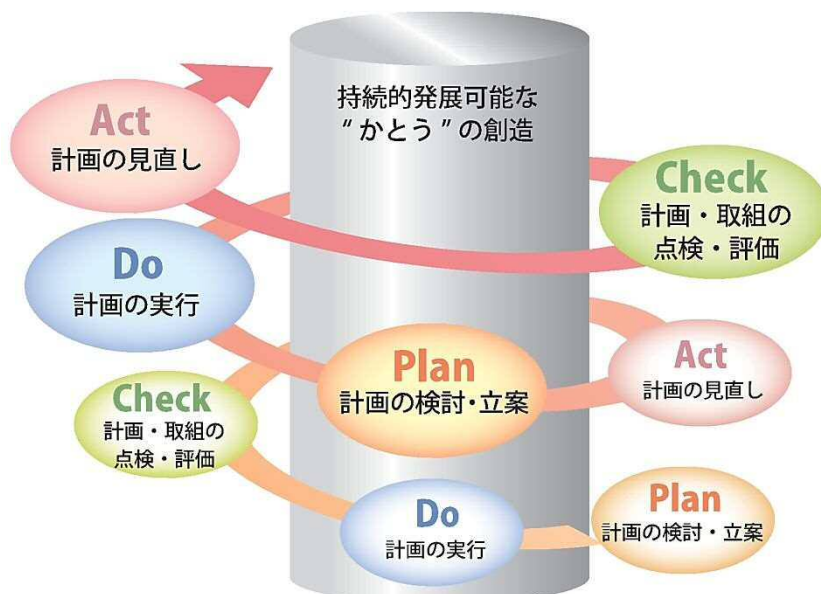 持続的発展可能な
“かとう”の創造
Act
計画の見直し
Check
計画・取組の
点検・評価
Do
計画の実行
Plan
計画の検討・立案
Act
計画の見直し
Check
計画・取組の
点検・評価
Do
計画の実行
Plan
計画の検討・立案